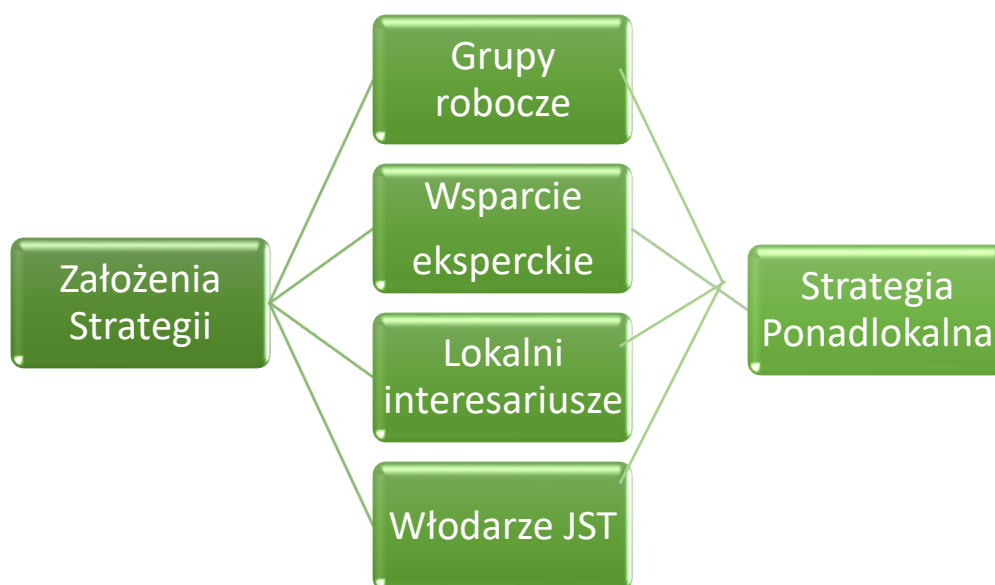 Grupy
robocze
Wsparcie
eksperckie
Założenia
Strategii
Lokalni
interesariusze
Strategia
Ponadlokalna
Włodarze JST